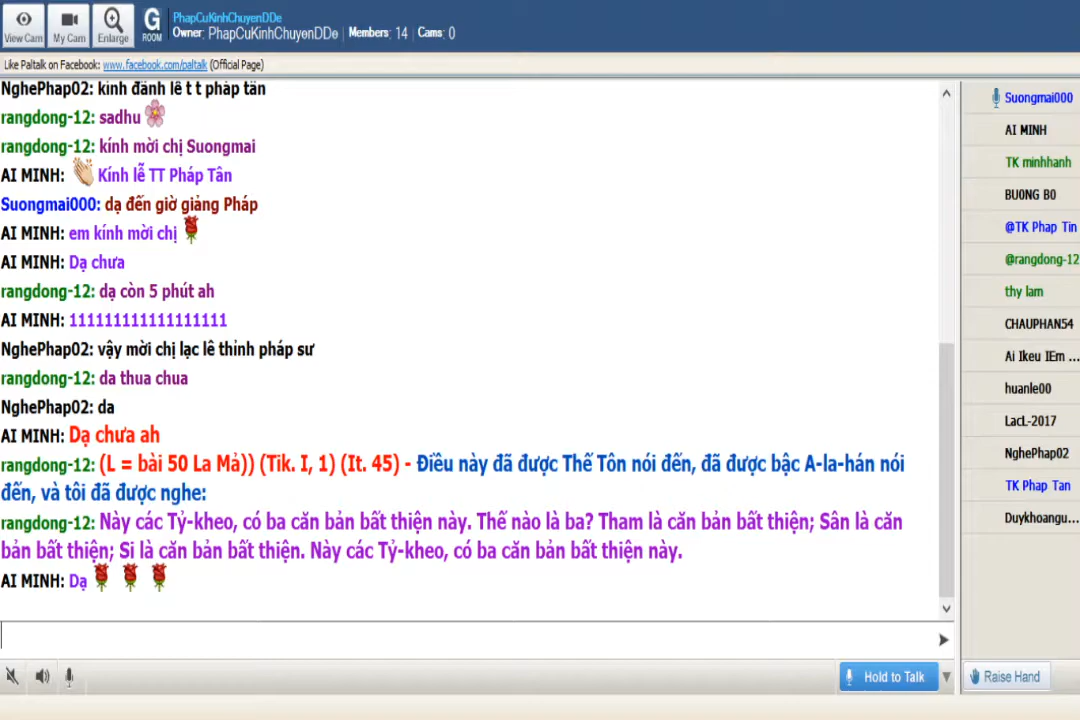 View Cam
My Cam
Enlarge
G
ROOM
PhapCuKinhChuyenDDe
Owner: PhapCuKinhChuyenDDe Members: 14 Cams: 0
Like Paltalk on Facebook: www.facebook.com/paltalk (Official Page)
NghePhap02: kính đảnh lễ t t pháp tân
rangdong-12: sadhu
rangdong-12: kính mời chị Suongmai
AI MINH: Kính lễ TT Pháp Tân
Suongmai000: dạ đến giờ giảng Pháp
AI MINH: em kính mời chị
AI MINH: Dạ chưa
rangdong-12: dạ còn 5 phút ah
AI MINH: 111111111111111111
NghePhap02: vậy mời chị lạc lê thỉnh pháp sư
rangdong-12: da thua chua
NghePhap02: da
AI MINH: Dạ chưa ah
rangdong-12: (L = bài 50 La Mả)) (Tik. I, 1) (It. 45) - Điều này đã được Thế Tôn nói đến, đã được bậc A-la-hán nói
đến, và tôi đã được nghe:
rangdong-12: Này các Tỷ-kheo, có ba căn bản bất thiện này. Thế nào là ba? Tham là căn bản bất thiện; Sân là căn
bản bất thiện; Si là căn bản bất thiện. Này các Tỷ-kheo, có ba căn bản bất thiện này.
AI MINH: Dạ
Hold to Talk
Suongmai000
AI MINH
TK minhhanh
BUONG BO
@TK Phap Tin
@rangdong-12
thy lam
CHAUPHAN54
Ai Ikeu IEm ...
huanle00
LacL-2017
NghePhap02
TK Phap Tan
Duykhoangu...
Raise Hand